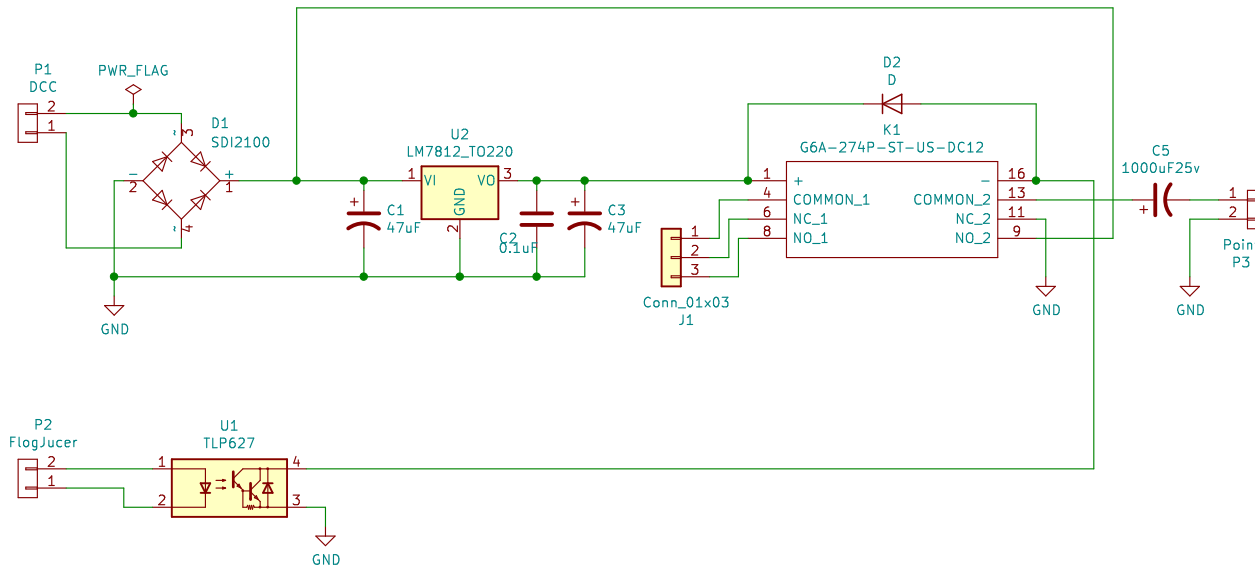 P1
DCC
2
1
PWR_FLAG
D1
SDI2100
~
3
−
2
+
1
~
4
GND
U2
LM7812_TO220
1
VI
VO
3
GND
2
+
C1
47uF
C2
0.1uF
+
C3
47uF
D2
D
K1
G6A-274P-ST-US-DC12
1
+
−
16
4
COMMON_1
COMMON_2
13
6
NC_1
NC_2
11
8
NO_1
NO_2
9
1
2
3
Conn_01x03
J1
GND
C5
1000uF25v
+
1
2
Poin
P3
GND
P2
FlogJucer
2
1
U1
TLP627
1
4
2
3
GND